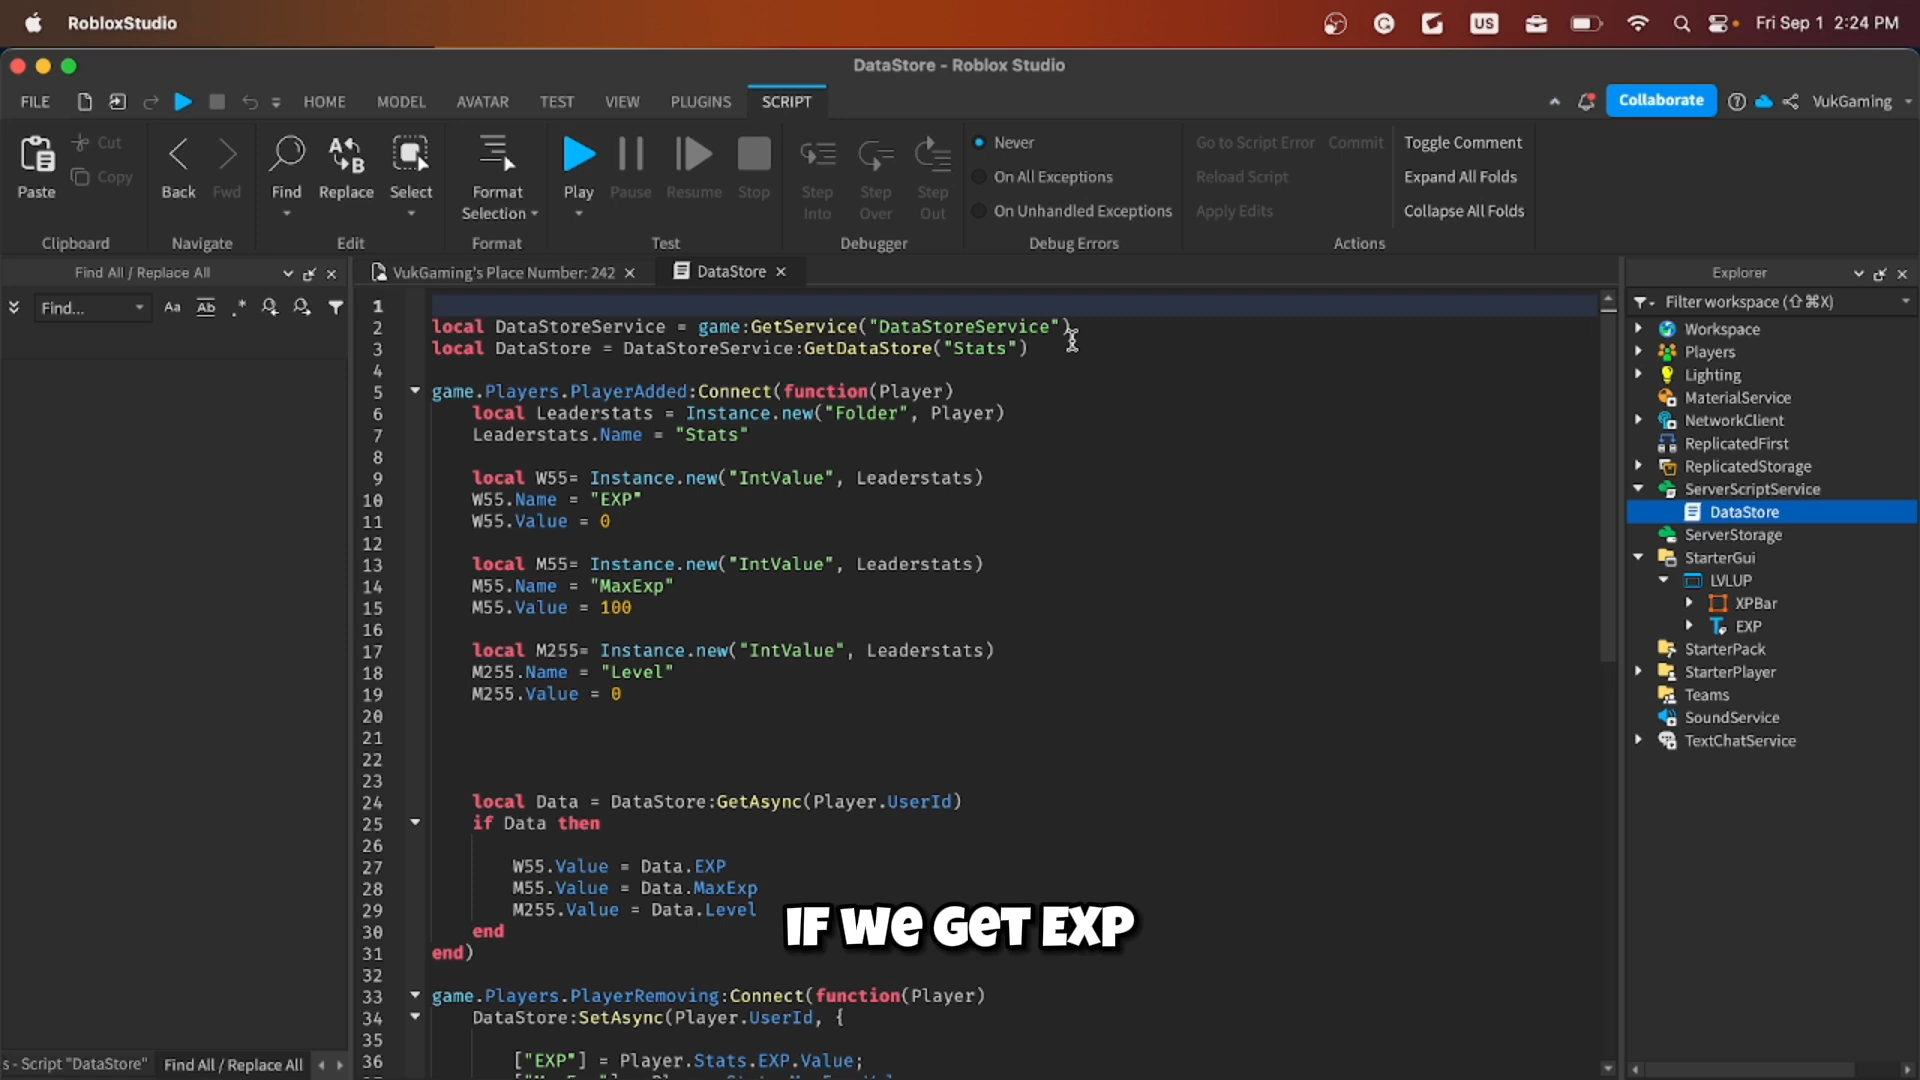 RobloxStudio
US
Fri Sep 1 2:24 PM
DataStore - Roblox Studio
FILE HOME MODEL AVATAR TEST VIEW PLUGINS SCRIPT
Collaborate
VukGaming
Paste
Cut
Copy
Clipboard
Back Fwd
Navigate
Find Replace Select
Edit
Format
Selection
Format
Play Pause Resume Stop
Test
Step Into
Step Over
Step Out
Debugger
Never
On All Exceptions
On Unhandled Exceptions
Debug Errors
Go to Script Error Commit
Reload Script
Apply Edits
Toggle Comment
Expand All Folds
Collapse All Folds
Actions
Find All / Replace All
Find...
Aa Ab .*
VukGaming's Place Number: 242
DataStore
1
2 local DataStoreService = game:GetService("DataStoreService")
3 local DataStore = DataStoreService:GetDataStore("Stats")
4
5 game.Players.PlayerAdded:Connect(function(Player)
6 local Leaderstats = Instance.new("Folder", Player)
7 Leaderstats.Name = "Stats"
8
9 local W55= Instance.new("IntValue", Leaderstats)
10 W55.Name = "EXP"
11 W55.Value = 0
12
13 local M55= Instance.new("IntValue", Leaderstats)
14 M55.Name = "MaxExp"
15 M55.Value = 100
16
17 local M255= Instance.new("IntValue", Leaderstats)
18 M255.Name = "Level"
19 M255.Value = 0
20
21
22
23
24 local Data = DataStore:GetAsync(Player.UserId)
25 if Data then
26
27 W55.Value = Data.EXP
28 M55.Value = Data.MaxExp
29 M255.Value = Data.Level
30 end
31 end)
32
33 game.Players.PlayerRemoving:Connect(function(Player)
34 DataStore:SetAsync(Player.UserId, {
35
36 ["EXP"] = Player.Stats.EXP.Value;
IF WE GET EXP
Explorer
Filter workspace (⇧⌘X)
Workspace
Players
Lighting
MaterialService
NetworkClient
ReplicatedFirst
ReplicatedStorage
ServerScriptService
DataStore
ServerStorage
StarterGui
LVLUP
XPBar
EXP
StarterPack
StarterPlayer
Teams
SoundService
TextChatService
s - Script "DataStore"
Find All / Replace All